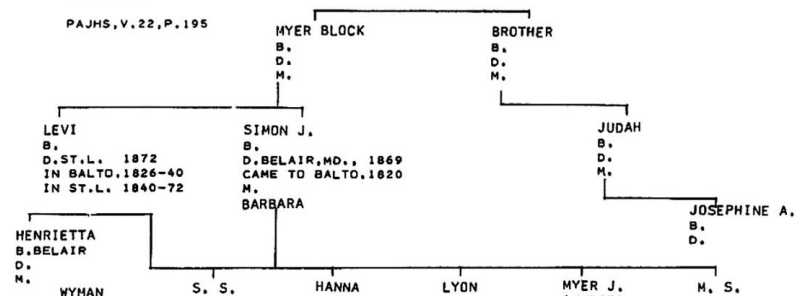 PAJHS,V.22,P.195
MYER BLOCK
B.
D.
M.
BROTHER
B.
D.
M.
LEVI
B.
D.ST.L. 1872
IN BALTO.1826-40
IN ST.L. 1840-72
SIMON J.
B.
D.BELAIR,MD., 1869
CAME TO BALTO.1820
M.
BARBARA
JUDAH
B.
D.
M.
JOSEPHINE A.
B.
D.
HENRIETTA
B.BELAIR
D.
M.
WYMAN
S. S.
HANNA
LYON
MYER J.
M. S.